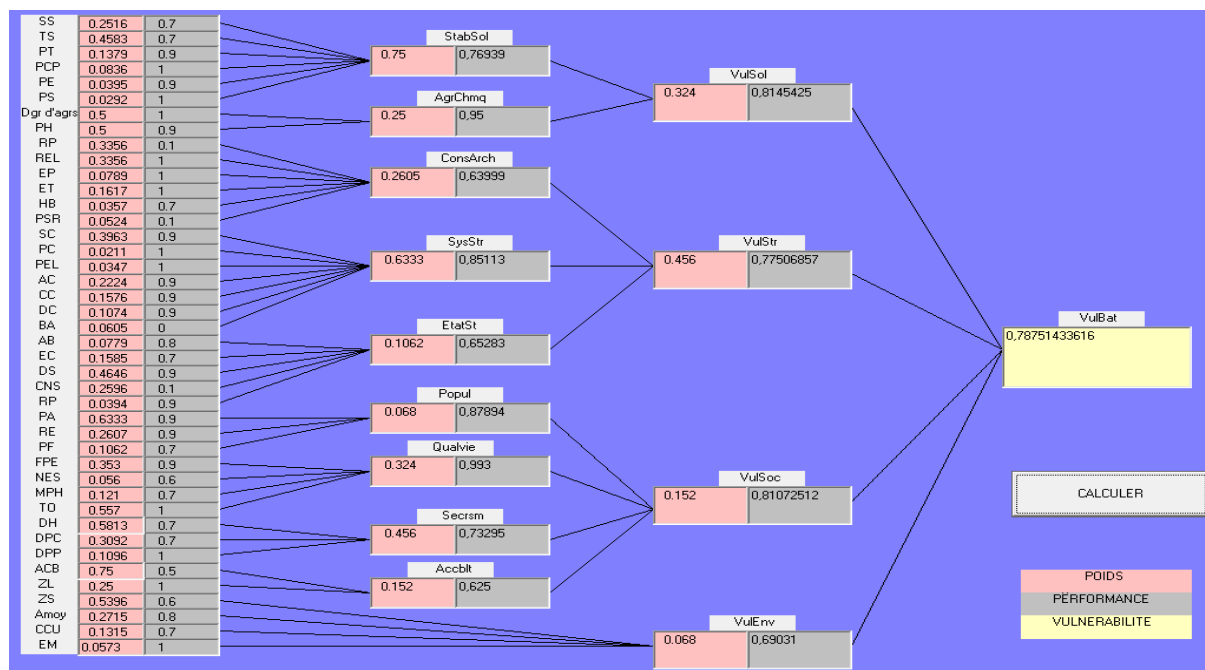 SS 0.2516 0.7
TS 0.4583 0.7
PT 0.1379 0.9
PCP 0.0836 1
PE 0.0395 0.9
PS 0.0292 1
Dgr d'agrs 0.5 1
PH 0.5 0.9
RP 0.3356 0.1
REL 0.3356 1
EP 0.0789 1
ET 0.1617 1
HB 0.0357 0.7
PSR 0.0524 0.1
SC 0.3963 0.9
PC 0.0211 1
PEL 0.0347 1
AC 0.2224 0.9
CC 0.1576 0.9
DC 0.1074 0.9
BA 0.0605 0
AB 0.0779 0.8
EC 0.1585 0.7
DS 0.4646 0.9
CNS 0.2596 0.1
RP 0.0394 0.9
PA 0.6333 0.9
RE 0.2607 0.9
PF 0.1062 0.7
FPE 0.353 0.9
NES 0.056 0.6
MPH 0.121 0.7
TO 0.557 1
DH 0.5813 0.7
DPC 0.3092 0.7
DPP 0.1096 1
ACB 0.75 0.5
ZL 0.25 1
ZS 0.5396 0.6
Amoy 0.2715 0.8
CCU 0.1315 0.7
EM 0.0573 1
StabSol
0.75 0,76939
AgrChmq
0.25 0,95
ConsArch
0.2605 0,63999
SysStr
0.6333 0,85113
EtatSt
0.1062 0,65283
Popul
0.068 0,87894
Qualvie
0.324 0,993
Secrsm
0.456 0,73295
Accblt
0.152 0,625
VulSol
0.324 0,8145425
VulStr
0.456 0,77506857
VulSoc
0.152 0,81072512
VulEnv
0.068 0,69031
VulBat
0,78751433616
CALCULER
POIDS
PERFORMANCE
VULNERABILITE